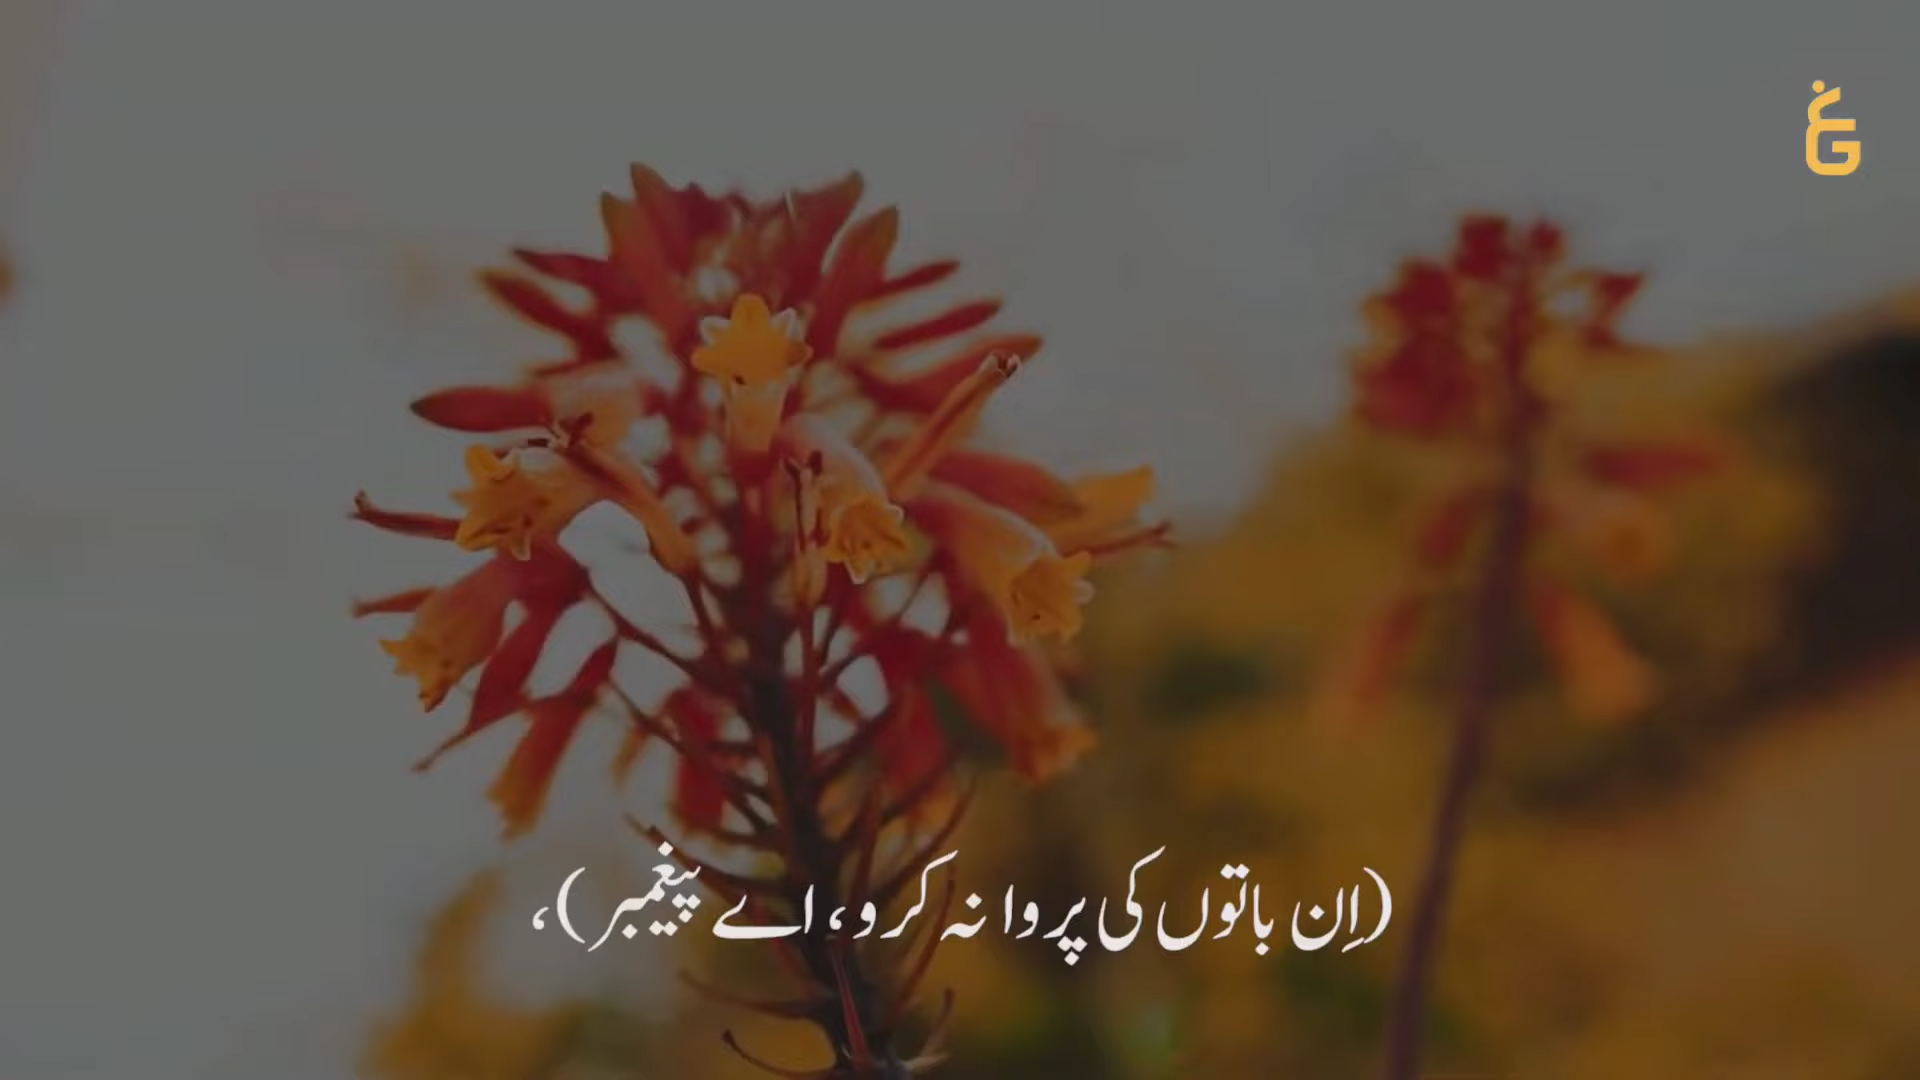 (اِن باتوں کی پروا نہ کرو، اے پیغمبر)،